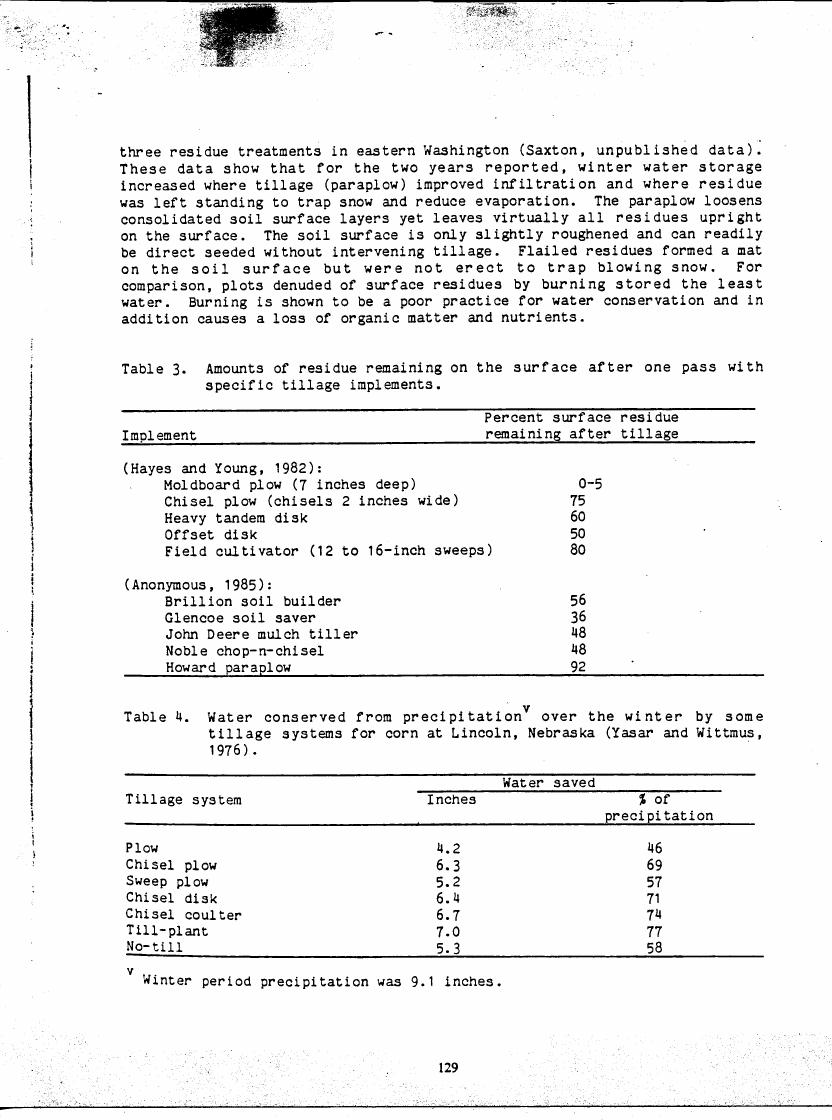 three residue treatments in eastern Washington (Saxton, unpublished data).
These data show that for the two years reported, winter water storage
increased where tillage (paraplow) improved infiltration and where residue
was left standing to trap snow and reduce evaporation. The paraplow loosens
consolidated soil surface layers yet leaves virtually all residues upright
on the surface. The soil surface is only slightly roughened and can readily
be direct seeded without intervening tillage. Flailed residues formed a mat
on the soil surface but were not erect to trap blowing snow. For
comparison, plots denuded of surface residues by burning stored the least
water. Burning is shown to be a poor practice for water conservation and in
addition causes a loss of organic matter and nutrients.
Table 3. Amounts of residue remaining on the surface after one pass with
specific tillage implements.
Percent surface residue
Implement remaining after tillage
(Hayes and Young, 1982):
Moldboard plow (7 inches deep) 0-5
Chisel plow (chisels 2 inches wide) 75
Heavy tandem disk 60
Offset disk 50
Field cultivator (12 to 16-inch sweeps) 80
(Anonymous, 1985):
Brillion soil builder 56
Glencoe soil saver 36
John Deere mulch tiller 48
Noble chop-n-chisel 48
Howard paraplow 92
Table 4. Water conserved from precipitation^v over the winter by some
tillage systems for corn at Lincoln, Nebraska (Yasar and Wittmus,
1976).
Water saved
Tillage system Inches % of
precipitation
Plow 4.2 46
Chisel plow 6.3 69
Sweep plow 5.2 57
Chisel disk 6.4 71
Chisel coulter 6.7 74
Till-plant 7.0 77
No-till 5.3 58
v Winter period precipitation was 9.1 inches.
129